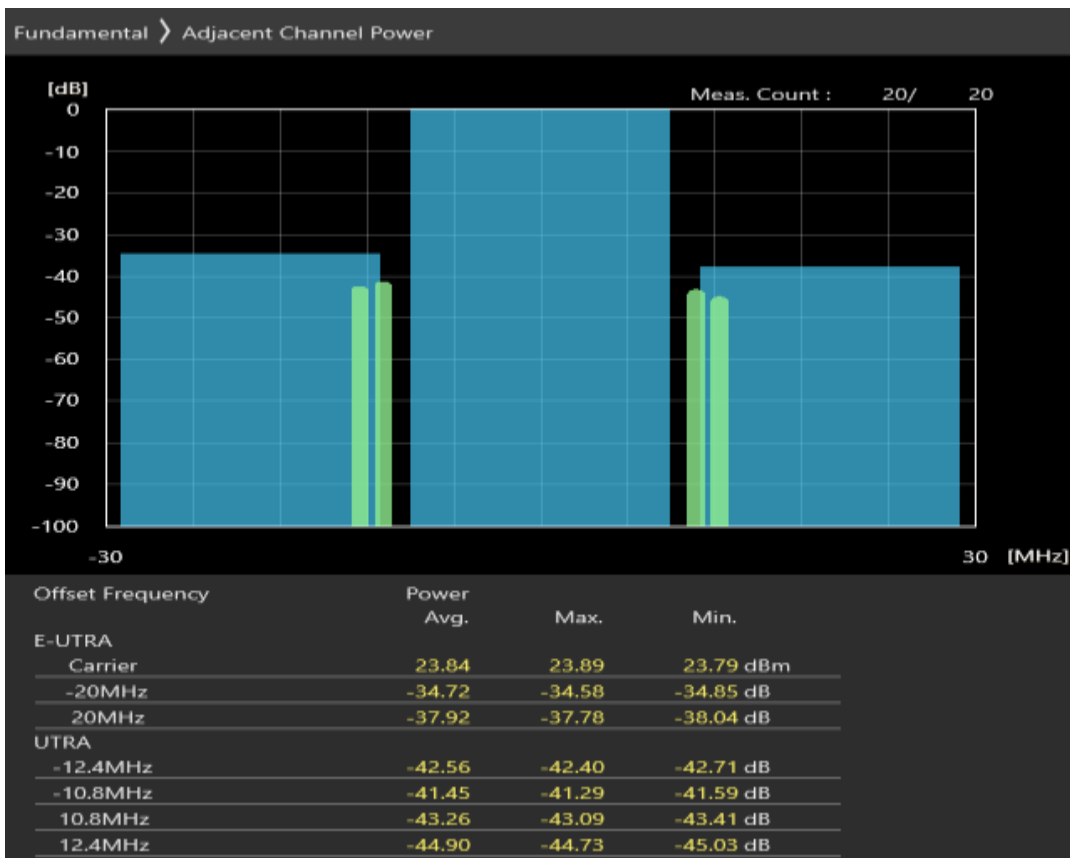 Fundamental ❯ Adjacent Channel Power
[dB]
Meas. Count : 20/ 20
0
-10
-20
-30
-40
-50
-60
-70
-80
-90
-100
-30 30 [MHz]
Offset Frequency Power
Avg. Max. Min.
E-UTRA
Carrier 23.84 23.89 23.79 dBm
-20MHz -34.72 -34.58 -34.85 dB
20MHz -37.92 -37.78 -38.04 dB
UTRA
-12.4MHz -42.56 -42.40 -42.71 dB
-10.8MHz -41.45 -41.29 -41.59 dB
10.8MHz -43.26 -43.09 -43.41 dB
12.4MHz -44.90 -44.73 -45.03 dB